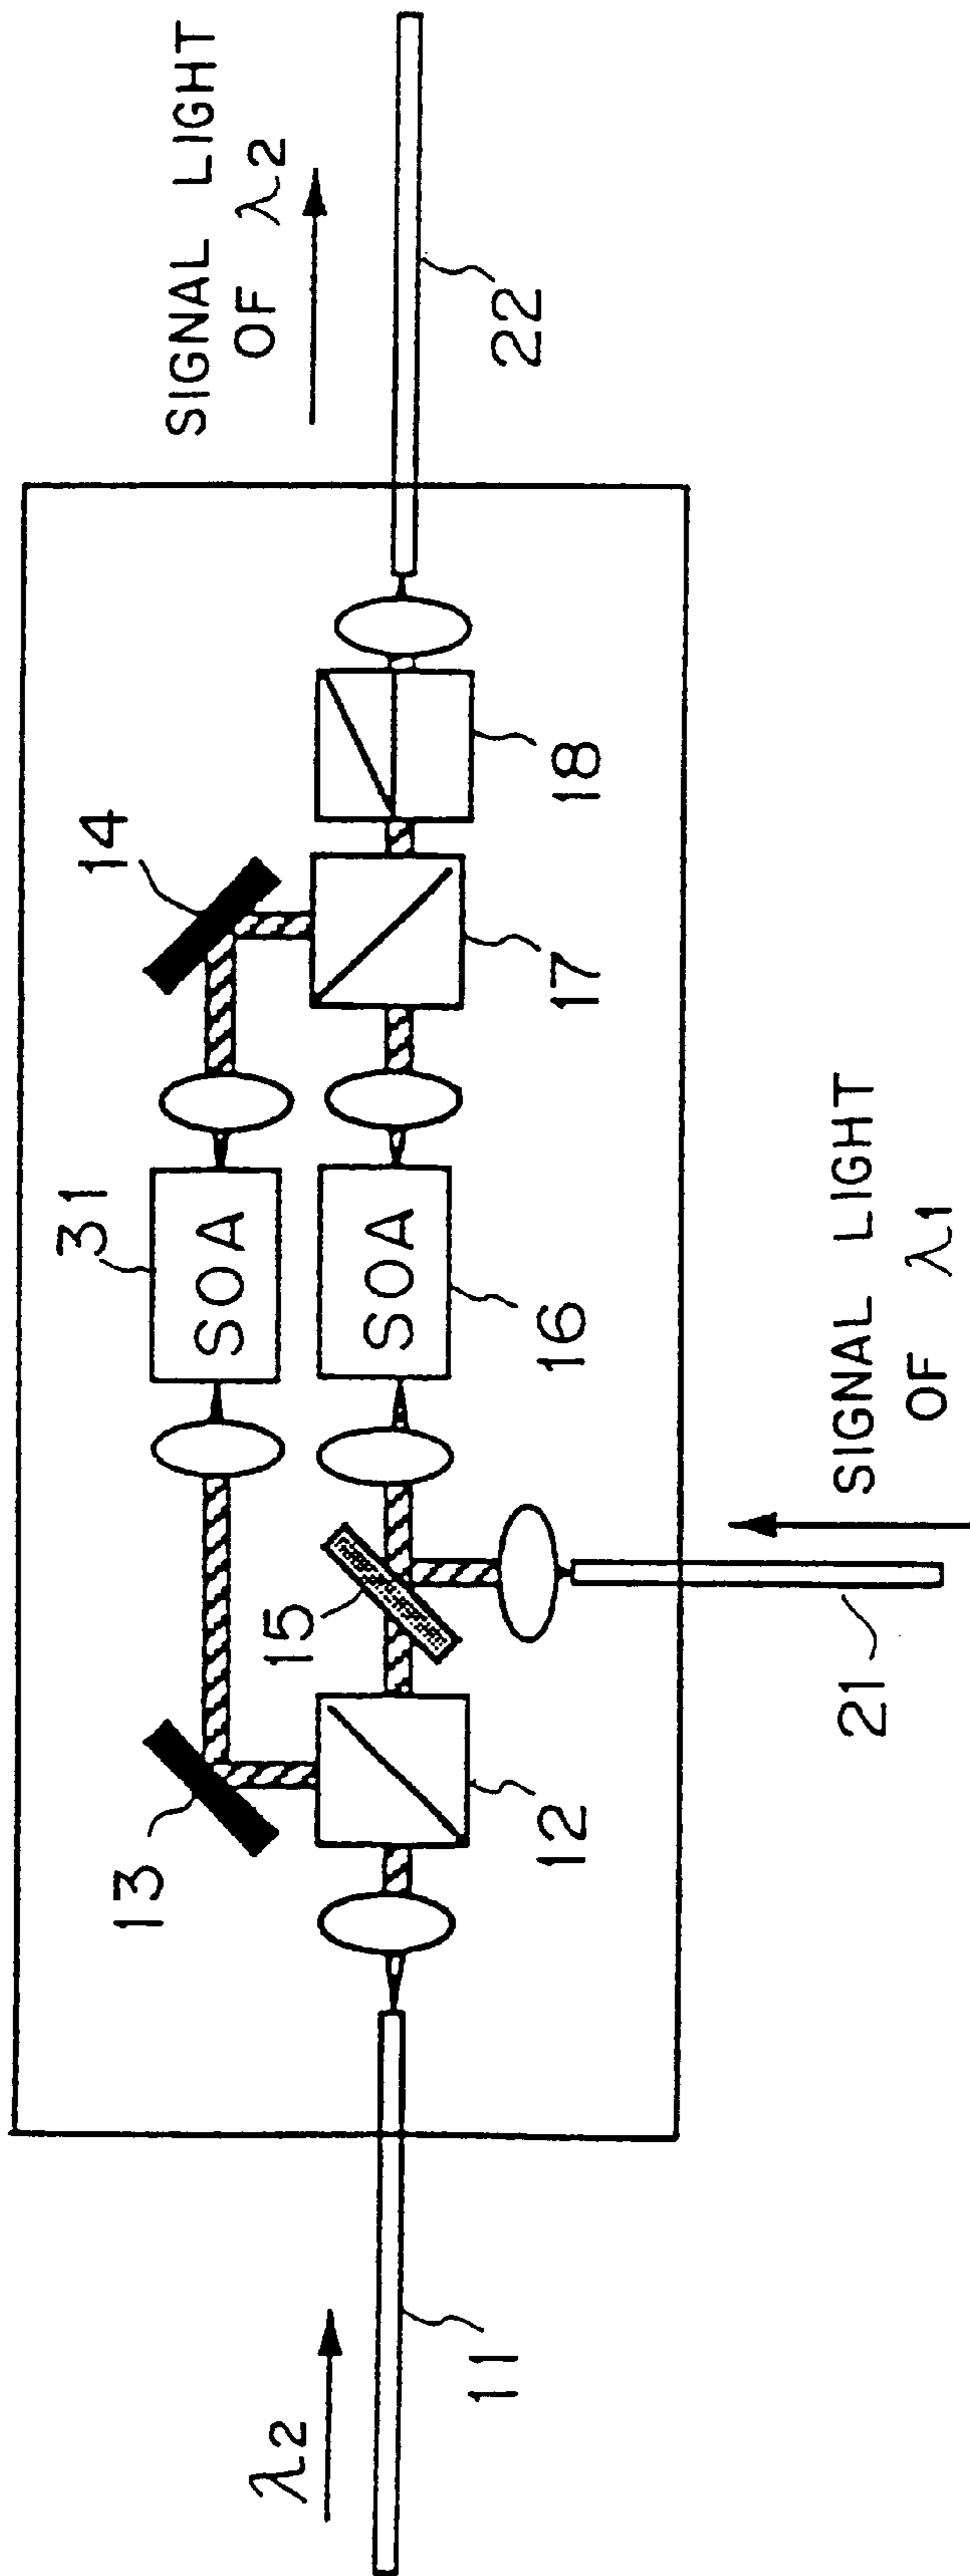 SIGNAL LIGHT
OF λ2
22
14
18
17
31
SOA
SOA
16
15
13
12
21
SIGNAL LIGHT
OF λ1
λ2
11